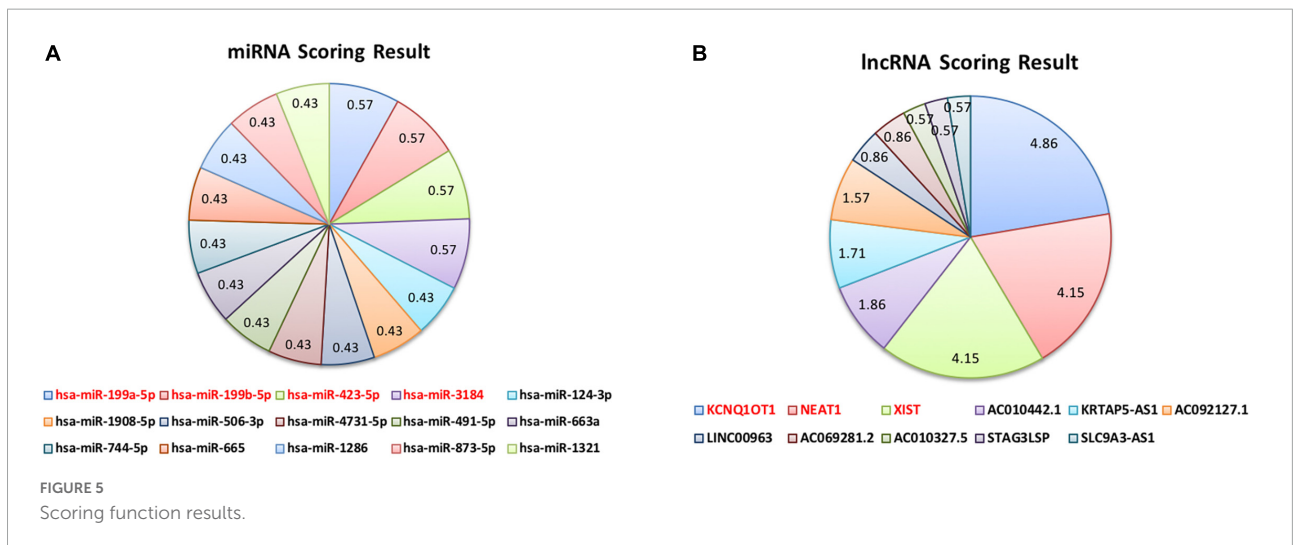 A
miRNA Scoring Result
0.57
0.57
0.57
0.57
0.43
0.43
0.43
0.43
0.43
0.43
0.43
0.43
0.43
0.43
0.43
hsa-miR-199a-5p hsa-miR-199b-5p hsa-miR-423-5p hsa-miR-3184 hsa-miR-124-3p
hsa-miR-1908-5p hsa-miR-506-3p hsa-miR-4731-5p hsa-miR-491-5p hsa-miR-663a
hsa-miR-744-5p hsa-miR-665 hsa-miR-1286 hsa-miR-873-5p hsa-miR-1321
B
lncRNA Scoring Result
4.86
4.15
4.15
1.86
1.71
1.57
0.86
0.86
0.57
0.57
0.57
KCNQ1OT1 NEAT1 XIST AC010442.1 KRTAP5-AS1 AC092127.1
LINC00963 AC069281.2 AC010327.5 STAG3LSP SLC9A3-AS1
FIGURE 5
Scoring function results.